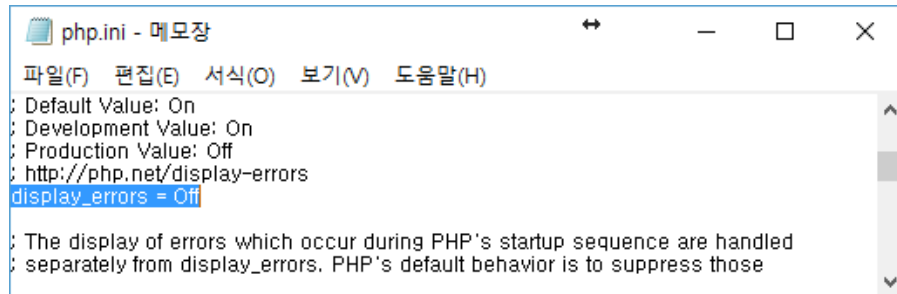 php.ini - 메모장
파일(F) 편집(E) 서식(O) 보기(V) 도움말(H)
; Default Value: On
; Development Value: On
; Production Value: Off
; http://php.net/display-errors
display_errors = Off
; The display of errors which occur during PHP's startup sequence are handled
; separately from display_errors. PHP's default behavior is to suppress those